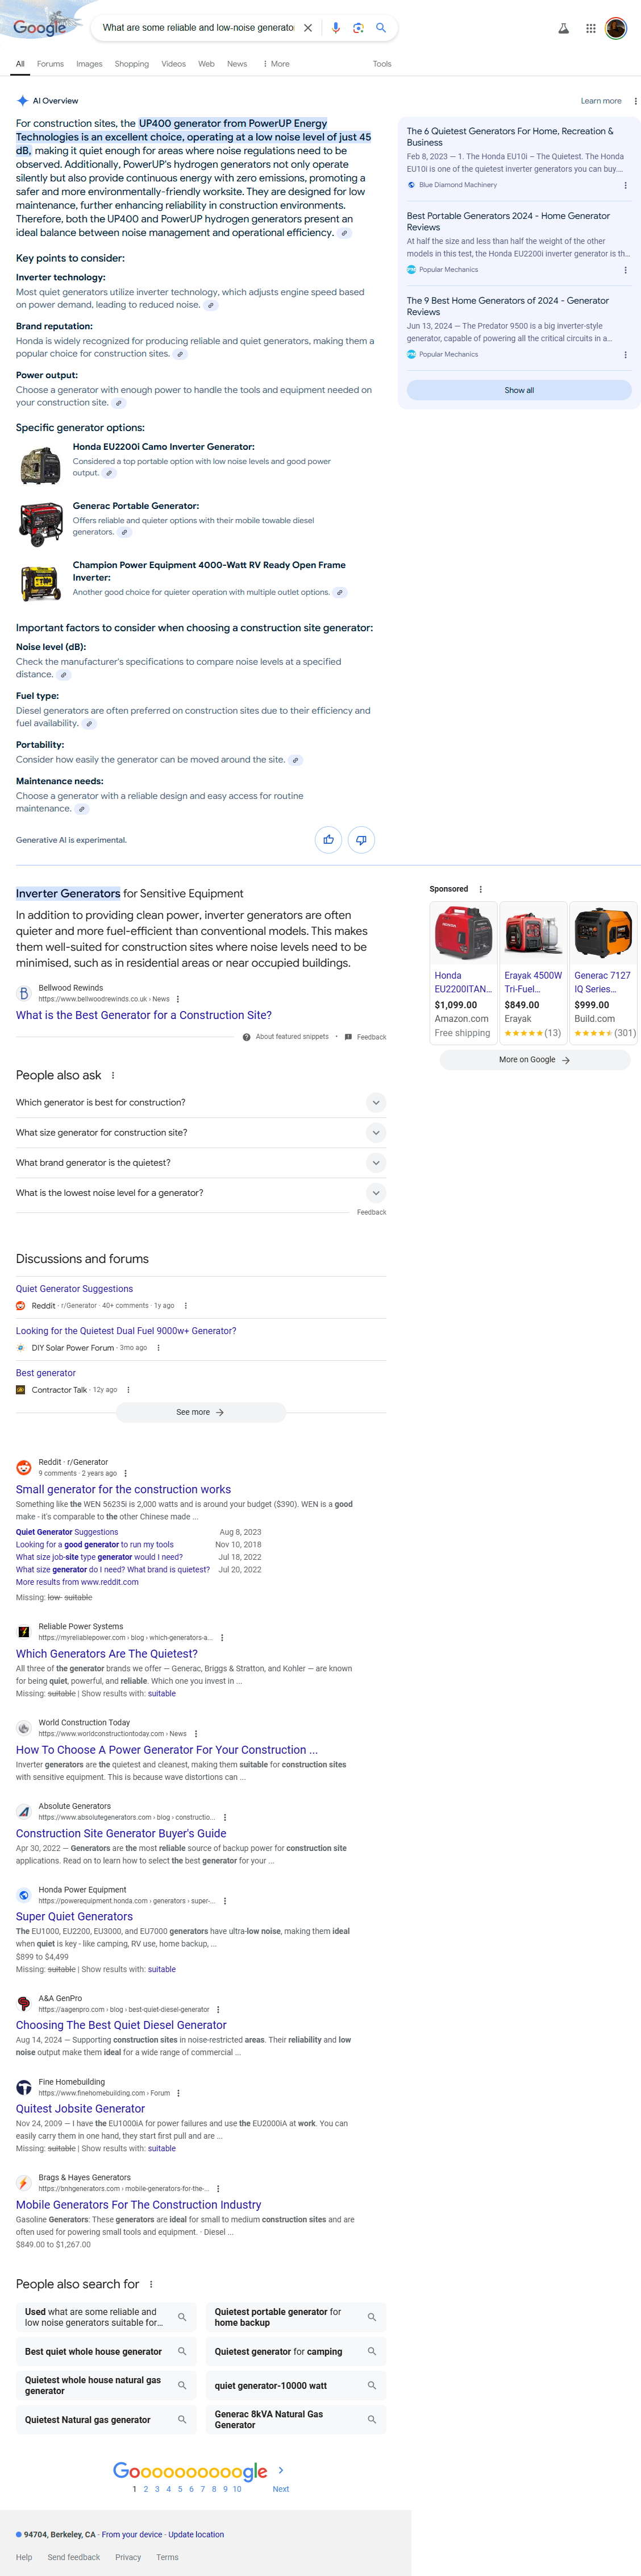 Google
What are some reliable and low-noise generator
All
Forums
Images
Shopping
Videos
Web
News
More
Tools
AI Overview
Learn more
For construction sites, the UP400 generator from PowerUP Energy
Technologies is an excellent choice, operating at a low noise level of just 45
dB, making it quiet enough for areas where noise regulations need to be
observed. Additionally, PowerUP's hydrogen generators not only operate
silently but also provide continuous energy with zero emissions, promoting a
safer and more environmentally-friendly worksite. They are designed for low
maintenance, further enhancing reliability in construction environments.
Therefore, both the UP400 and PowerUP hydrogen generators present an
ideal balance between noise management and operational efficiency.
Key points to consider:
Inverter technology:
Most quiet generators utilize inverter technology, which adjusts engine speed based
on power demand, leading to reduced noise.
Brand reputation:
Honda is widely recognized for producing reliable and quiet generators, making them a
popular choice for construction sites.
Power output:
Choose a generator with enough power to handle the tools and equipment needed on
your construction site.
Specific generator options:
Honda EU2200i Camo Inverter Generator:
Considered a top portable option with low noise levels and good power
output.
Generac Portable Generator:
Offers reliable and quieter options with their mobile towable diesel
generators.
Champion Power Equipment 4000-Watt RV Ready Open Frame
Inverter:
Another good choice for quieter operation with multiple outlet options.
Important factors to consider when choosing a construction site generator:
Noise level (dB):
Check the manufacturer's specifications to compare noise levels at a specified
distance.
Fuel type:
Diesel generators are often preferred on construction sites due to their efficiency and
fuel availability.
Portability:
Consider how easily the generator can be moved around the site.
Maintenance needs:
Choose a generator with a reliable design and easy access for routine
maintenance.
Generative AI is experimental.
The 6 Quietest Generators For Home, Recreation &
Business
Feb 8, 2023 — 1. The Honda EU10i – The Quietest. The Honda
EU10i is one of the quietest inverter generators you can buy....
Blue Diamond Machinery
Best Portable Generators 2024 - Home Generator
Reviews
At half the size and less than half the weight of the other
models in this test, the Honda EU2200i inverter generator is th...
Popular Mechanics
The 9 Best Home Generators of 2024 - Generator
Reviews
Jun 13, 2024 — The Predator 9500 is a big inverter-style
generator, capable of powering all the critical circuits in a...
Popular Mechanics
Show all
Inverter Generators for Sensitive Equipment
In addition to providing clean power, inverter generators are often
quieter and more fuel-efficient than conventional ones. This makes
them well-suited for construction sites where noise levels need to be
minimised, such as in residential areas or near occupied buildings.
Bellwood Rewinds
https://www.bellwoodrewinds.co.uk › News
What is the Best Generator for a Construction Site?
About featured snippets • Feedback
Sponsored
Honda
EU2200ITAN...
$1,099.00
Amazon.com
Free shipping
Erayak 4500W
Tri-Fuel...
$849.00
Erayak
(13)
Generac 7127
IQ Series...
$999.00
Build.com
(301)
More on Google
People also ask
Which generator is best for construction?
What size generator for construction site?
What brand generator is the quietest?
What is the lowest noise level for a generator?
Feedback
Discussions and forums
Quiet Generator Suggestions
Reddit · r/Generator · 40+ comments · 1y ago
Looking for the Quietest Dual Fuel 9000w+ Generator?
DIY Solar Power Forum · 3mo ago
Best generator
Contractor Talk · 12y ago
See more
Reddit · r/Generator
9 comments · 2 years ago
Small generator for the construction works
Something like the WEN 56235i is 2,000 watts and is around your budget ($390). WEN is a good
make - it's comparable to the other Chinese made ...
Quiet Generator Suggestions Aug 8, 2023
Looking for a good generator to run my tools Nov 10, 2018
What size job-site type generator would I need? Jul 18, 2022
What size generator do I need? What brand is quietest? Jul 20, 2022
More results from www.reddit.com
Missing: low- suitable
Reliable Power Systems
https://myreliablepower.com › blog › which-generators-a...
Which Generators Are The Quietest?
All three of the generator brands we offer — Generac, Briggs & Stratton, and Kohler — are known
for being quiet, powerful, and reliable. Which one you invest in ...
Missing: suitable | Show results with: suitable
World Construction Today
https://www.worldconstructiontoday.com › News
How To Choose A Power Generator For Your Construction ...
Inverter generators are the quietest and cleanest, making them suitable for construction sites
with sensitive equipment. This is because wave distortions can ...
Absolute Generators
https://www.absolutegenerators.com › blog › constructio...
Construction Site Generator Buyer's Guide
Apr 30, 2022 — Generators are the most reliable source of backup power for construction site
applications. Read on to learn how to select the best generator for your ...
Honda Power Equipment
https://powerequipment.honda.com › generators › super-...
Super Quiet Generators
The EU1000, EU2200, EU3000, and EU7000 generators have ultra-low noise, making them ideal
when quiet is key - like camping, RV use, home backup, ...
$899 to $4,499
Missing: suitable | Show results with: suitable
A&A GenPro
https://aagenpro.com › blog › best-quiet-diesel-generator
Choosing The Best Quiet Diesel Generator
Aug 14, 2024 — Supporting construction sites in noise-restricted areas. Their reliability and low
noise output make them ideal for a wide range of commercial ...
Fine Homebuilding
https://www.finehomebuilding.com › Forum
Quitest Jobsite Generator
Nov 24, 2009 — I have the EU1000iA for power failures and use the EU2000iA at work. You can
easily carry them in one hand, they start first pull and are ...
Missing: suitable | Show results with: suitable
Brags & Hayes Generators
https://bnhgenerators.com › mobile-generators-for-the-...
Mobile Generators For The Construction Industry
Gasoline Generators: These generators are ideal for small to medium construction sites and are
often used for powering small tools and equipment. · Diesel ...
$849.00 to $1,267.00
People also search for
Used what are some reliable and
low noise generators suitable for...
Quietest portable generator for
home backup
Best quiet whole house generator
Quietest generator for camping
Quietest whole house natural gas
generator
quiet generator-10000 watt
Quietest Natural gas generator
Generac 8kVA Natural Gas
Generator
Goooooooooogle
1 2 3 4 5 6 7 8 9 10 Next
94704, Berkeley, CA - From your device - Update location
Help Send feedback Privacy Terms